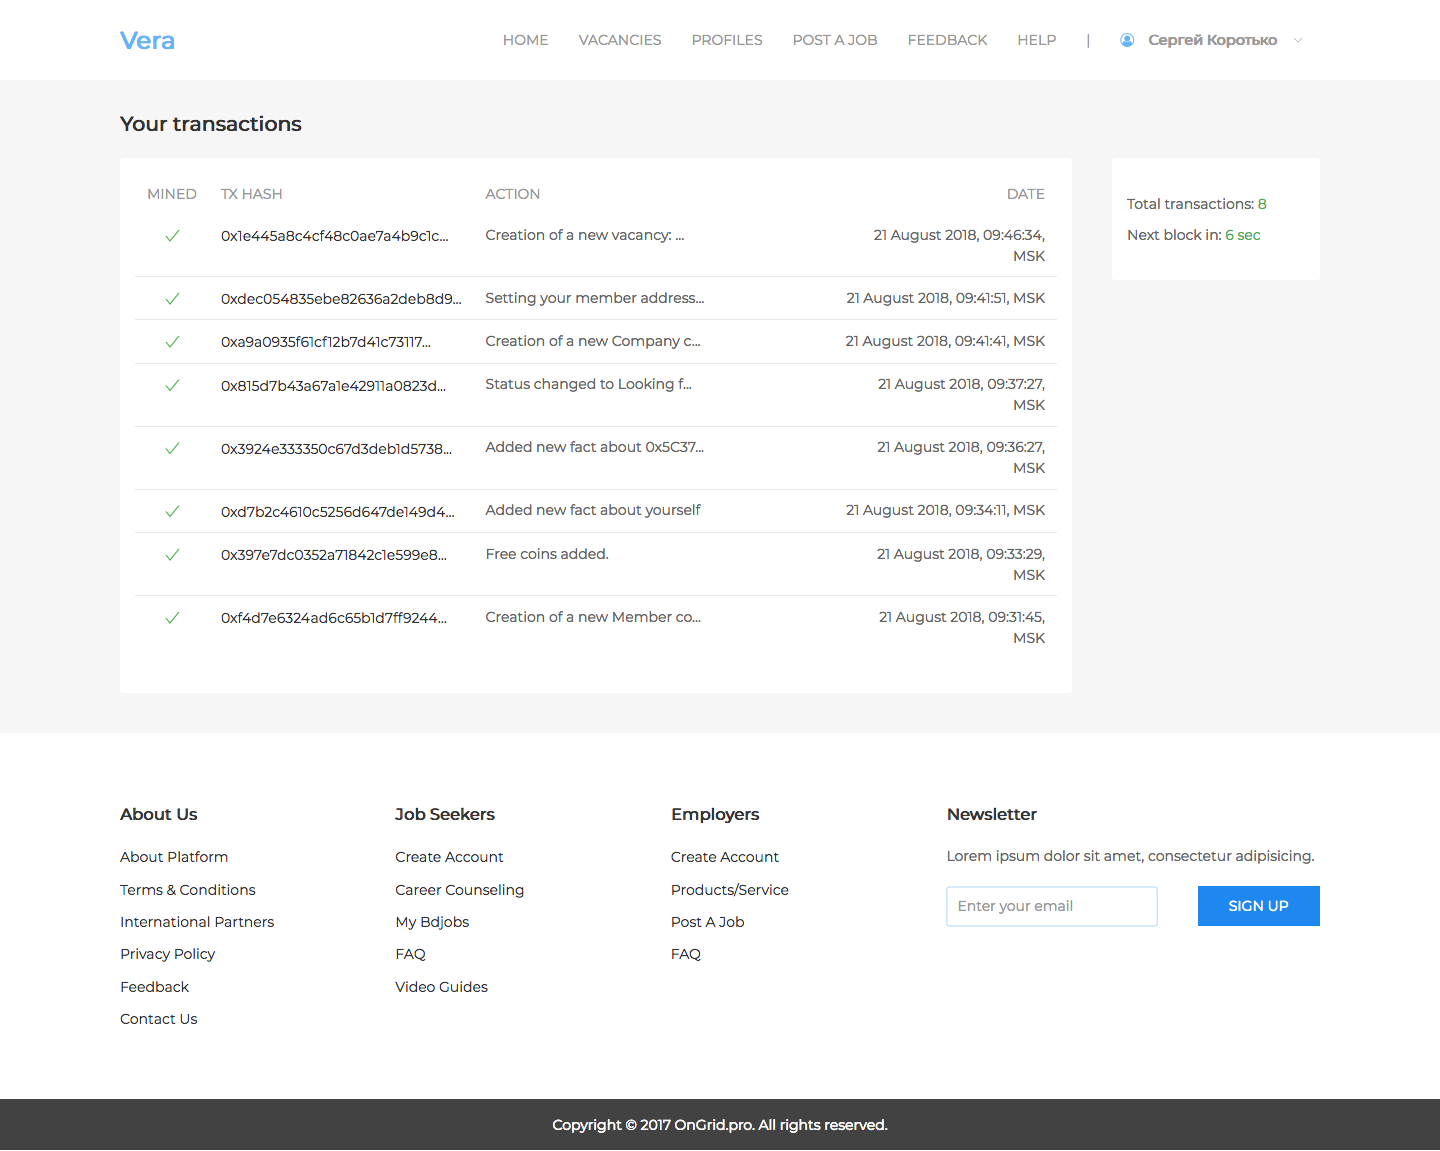 Vera
HOME VACANCIES PROFILES POST A JOB FEEDBACK HELP | Сергей Коротько
Your transactions
MINED TX HASH ACTION DATE
0x1e445a8c4cf48c0ae7a4b9c1c... Creation of a new vacancy: ... 21 August 2018, 09:46:34,
MSK
0xdec054835ebe82636a2deb8d9... Setting your member address... 21 August 2018, 09:41:51, MSK
0xa9a0935f61cf12b7d41c73117... Creation of a new Company c... 21 August 2018, 09:41:41, MSK
0x815d7b43a67a1e42911a0823d... Status changed to Looking f... 21 August 2018, 09:37:27,
MSK
0x3924e333350c67d3deb1d5738... Added new fact about 0x5C37... 21 August 2018, 09:36:27,
MSK
0xd7b2c4610c5256d647de149d4... Added new fact about yourself 21 August 2018, 09:34:11, MSK
0x397e7dc0352a71842c1e599e8... Free coins added. 21 August 2018, 09:33:29,
MSK
0xf4d7e6324ad6c65b1d7ff9244... Creation of a new Member co... 21 August 2018, 09:31:45,
MSK
Total transactions: 8
Next block in: 6 sec
About Us
About Platform
Terms & Conditions
International Partners
Privacy Policy
Feedback
Contact Us
Job Seekers
Create Account
Career Counseling
My Bdjobs
FAQ
Video Guides
Employers
Create Account
Products/Service
Post A Job
FAQ
Newsletter
Lorem ipsum dolor sit amet, consectetur adipisicing.
Enter your email
SIGN UP
Copyright © 2017 OnGrid.pro. All rights reserved.